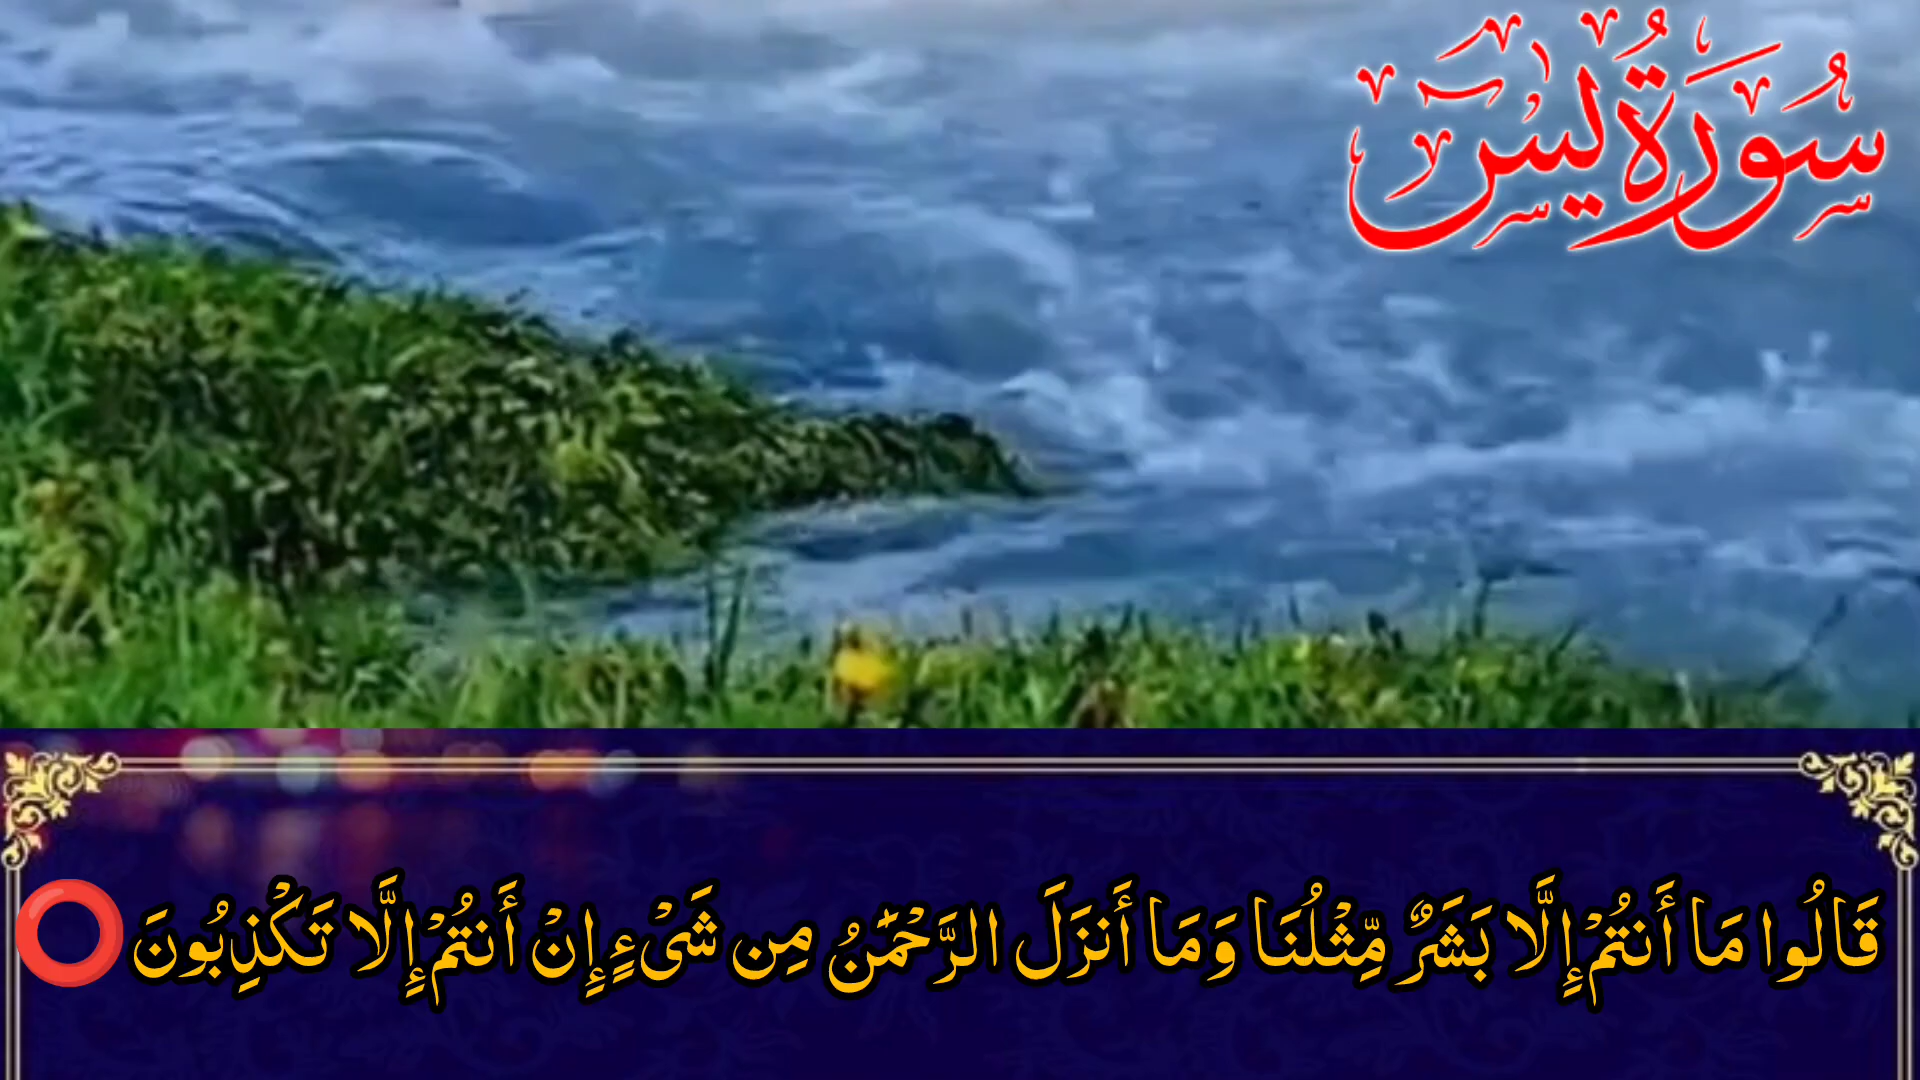 سُورَةُ يسٓ
قَالُوا مَا أَنتُمْ إِلَّا بَشَرٌ مِّثْلُنَا وَمَا أَنزَلَ الرَّحْمَٰنُ مِن شَىْءٍ إِنْ أَنتُمْ إِلَّا تَكْذِبُونَ